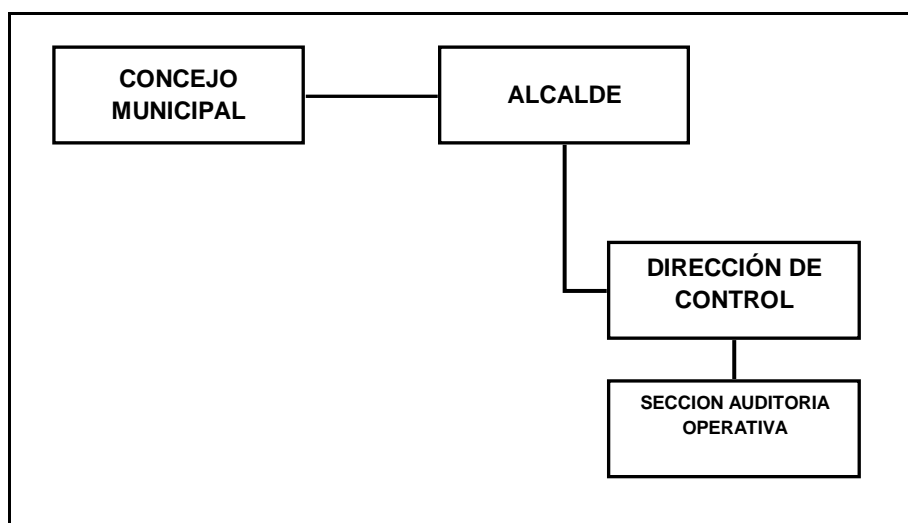 CONCEJO
MUNICIPAL
ALCALDE
DIRECCIÓN DE
CONTROL
SECCION AUDITORIA
OPERATIVA